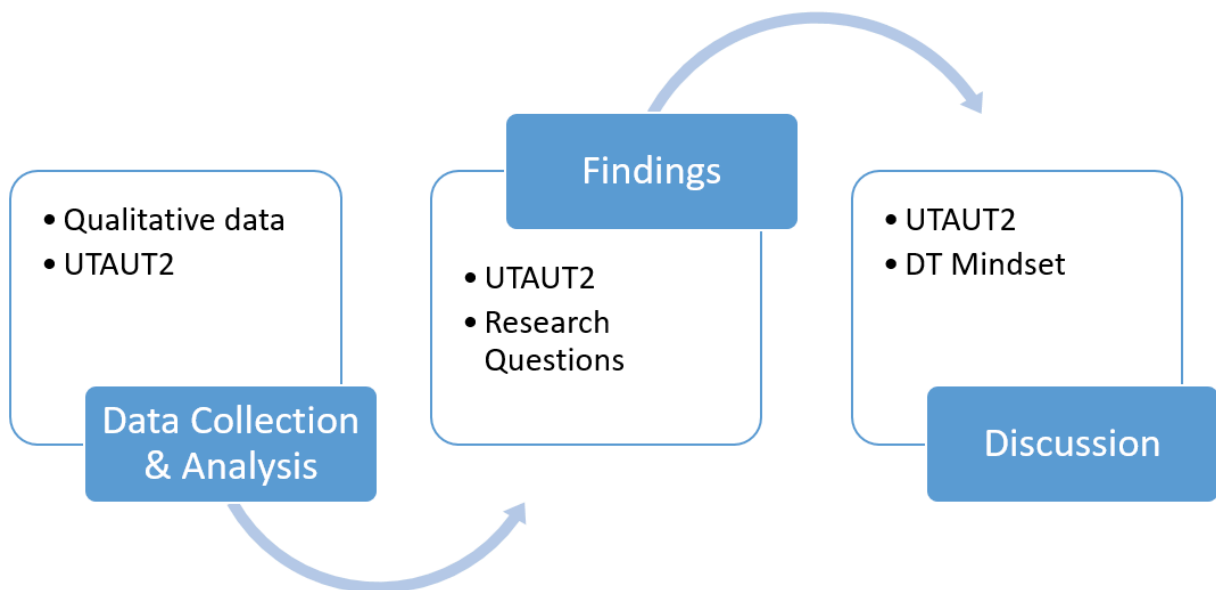 • Qualitative data
• UTAUT2
Data Collection
& Analysis
Findings
• UTAUT2
• Research
Questions
• UTAUT2
• DT Mindset
Discussion